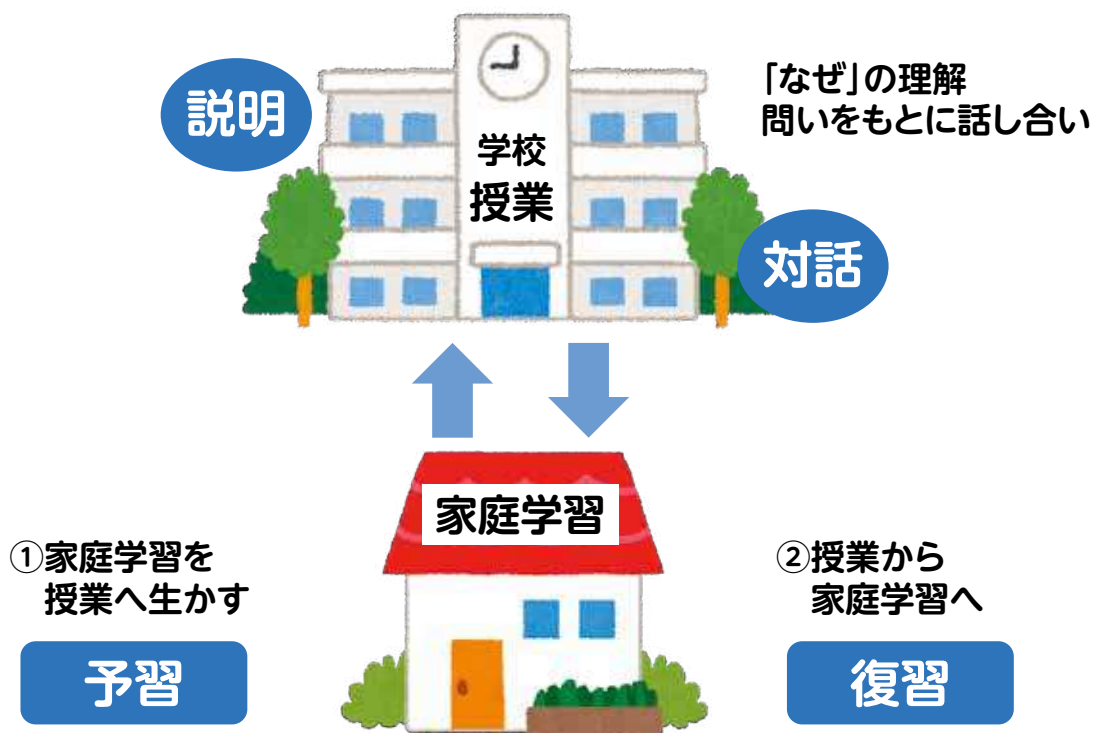 説明
「なぜ」の理解
問いをもとに話し合い
学校
授業
対話
家庭学習
①家庭学習を
授業へ生かす
予習
②授業から
家庭学習へ
復習